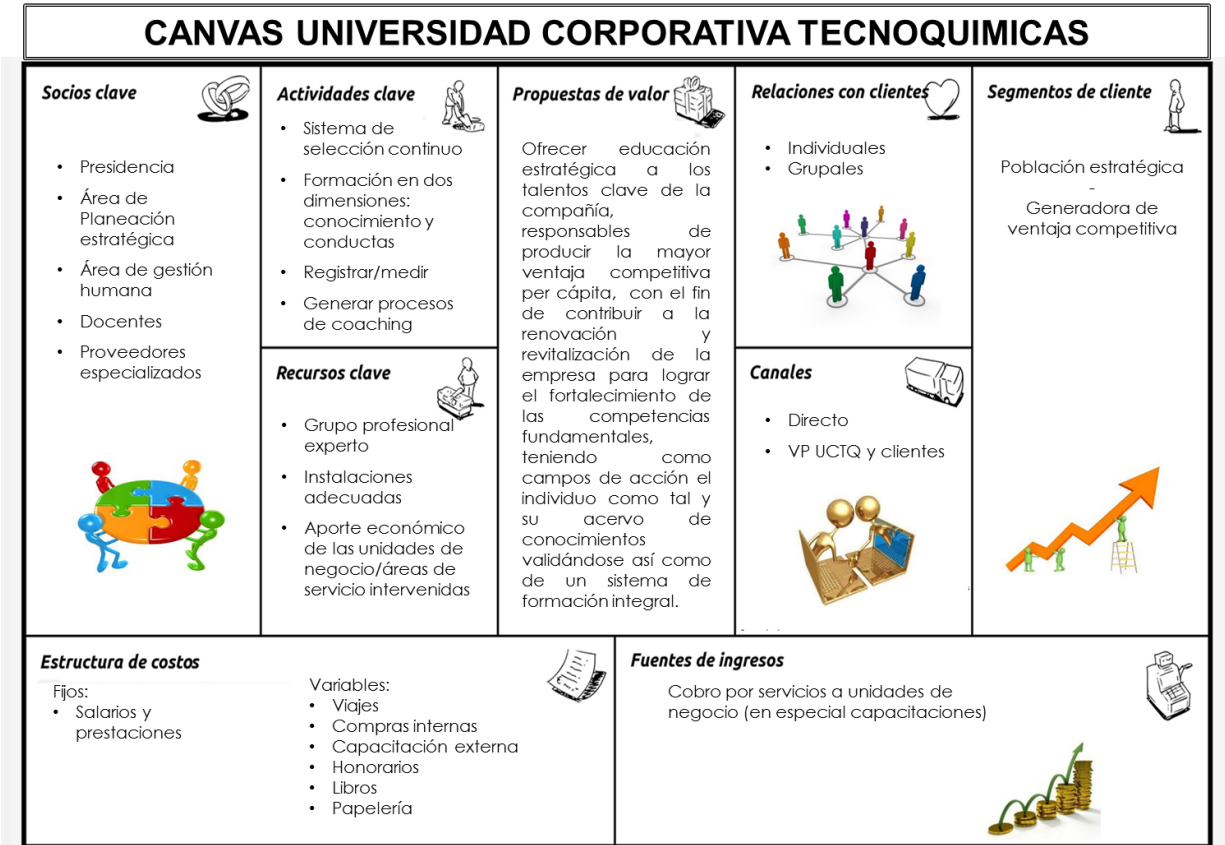 CANVAS UNIVERSIDAD CORPORATIVA TECNOQUIMICAS
Socios clave
• Presidencia
• Área de
Planeación
estratégica
• Área de gestión
humana
• Docentes
• Proveedores
especializados
Actividades clave
• Sistema de
selección continuo
• Formación en dos
dimensiones:
conocimiento y
conductas
• Registrar/medir
• Generar procesos
de coaching
Recursos clave
• Grupo profesional
experto
• Instalaciones
adecuadas
• Aporte económico
de las unidades de
negocio/áreas de
servicio intervenidas
Propuestas de valor
Ofrecer educación
estratégica a los
talentos clave de la
compañía,
responsables de
producir la mayor
ventaja competitiva
per cápita, con el fin
de contribuir a la
renovación y
revitalización de la
empresa para lograr
el fortalecimiento de
las competencias
fundamentales,
teniendo como
campos de acción el
individuo como tal y
su acervo de
conocimientos
validándose así como
de un sistema de
formación integral.
Relaciones con clientes
• Individuales
• Grupales
Canales
• Directo
• VP UCTQ y clientes
Segmentos de cliente
Población estratégica
-
Generadora de
ventaja competitiva
Estructura de costos
Fijos:
• Salarios y
prestaciones
Variables:
• Viajes
• Compras internas
• Capacitación externa
• Honorarios
• Libros
• Papelería
Fuentes de ingresos
Cobro por servicios a unidades de
negocio (en especial capacitaciones)